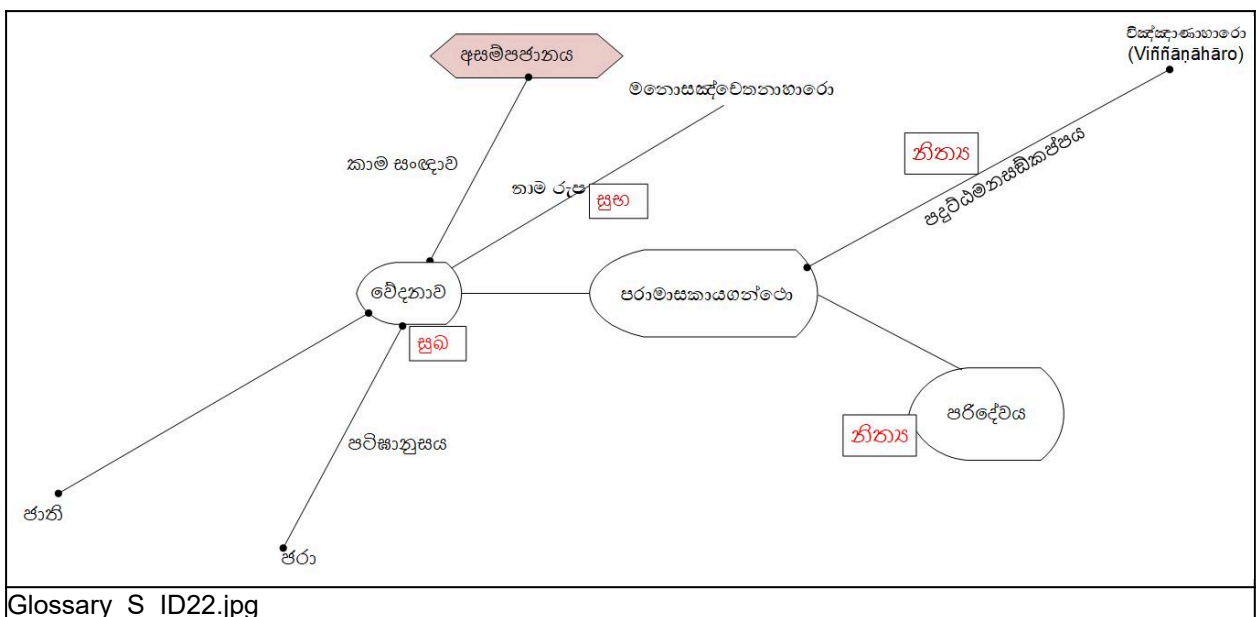 විඤ්ඤාණාහාරො
(Viññāṇāhāro)
අසම්පජානය
මනොසඤ්චෙතනාහාරො
නිත්‍ය
පදුට්ඨමනසඞ්කප්පය
කාම සංඥාව
නාම රුප
සුභ
වේදනාව
පරාමාසකායගන්ථො
සුඛ
පරිදේවය
නිත්‍ය
පටිඝානුසය
ජාති
ජරා
Glossary_S_ID22.jpg